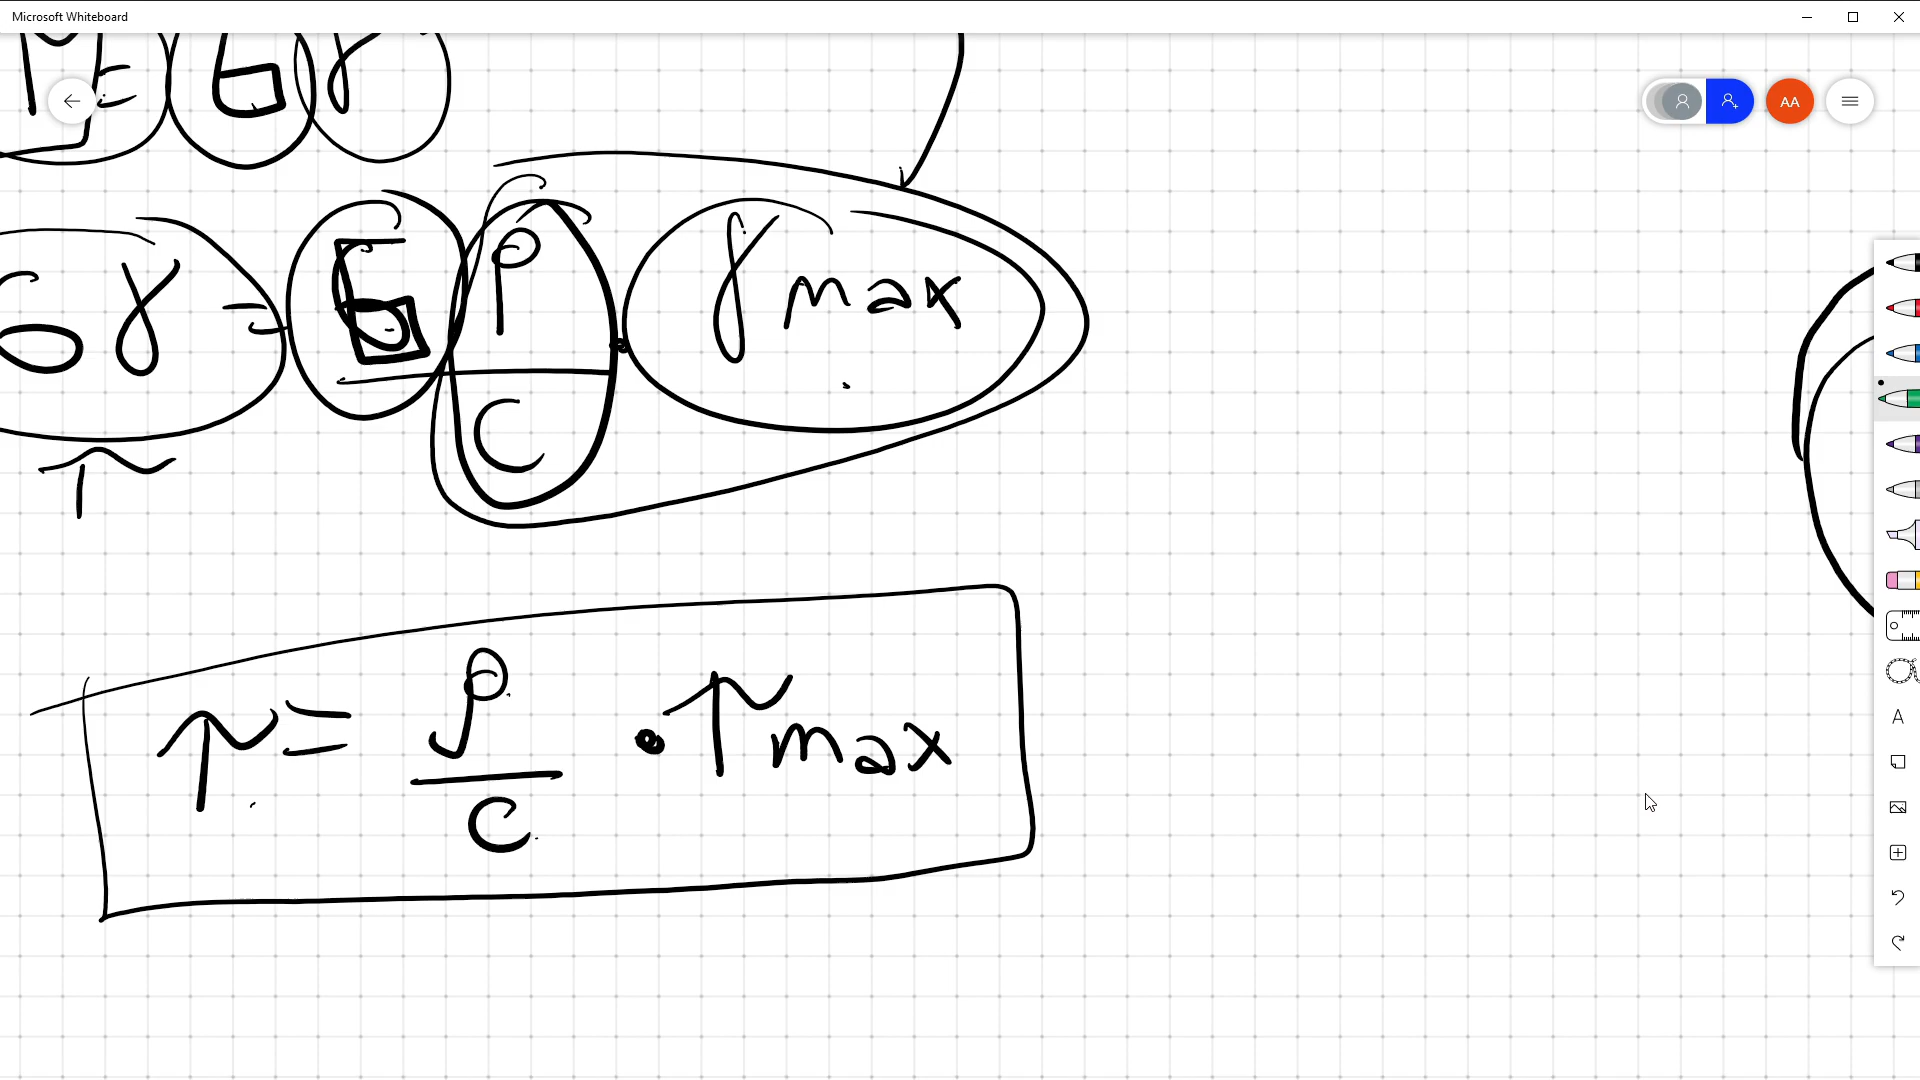 Microsoft Whiteboard
AA
Gγ = G ρ/c · γmax
τ
τ = ρ/c · τmax
A